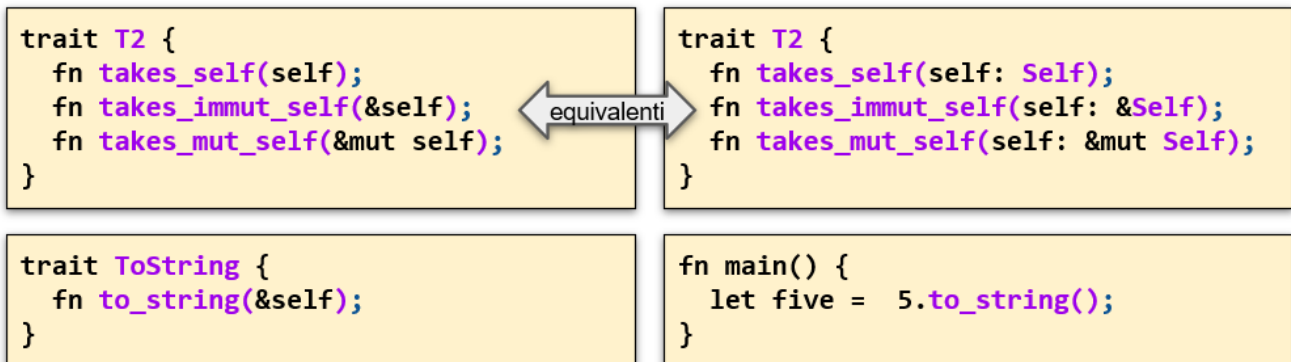 trait T2 {
  fn takes_self(self);
  fn takes_immut_self(&self);
  fn takes_mut_self(&mut self);
}
equivalenti
trait T2 {
  fn takes_self(self: Self);
  fn takes_immut_self(self: &Self);
  fn takes_mut_self(self: &mut Self);
}
trait ToString {
  fn to_string(&self);
}
fn main() {
  let five =  5.to_string();
}